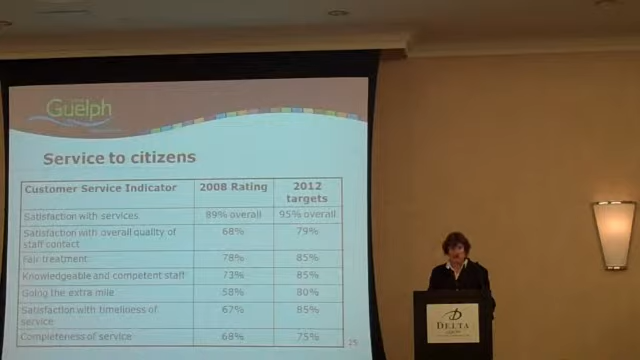 Guelph
Service to citizens
Customer Service Indicator 2008 Rating 2012
targets
Satisfaction with services 89% overall 95% overall
Satisfaction with overall quality of 68% 79%
staff contact
Fair treatment 78% 85%
Knowledgeable and competent staff 73% 85%
Going the extra mile 58% 80%
Satisfaction with timeliness of 67% 85%
service
Completeness of service 68% 75%
25
DELTA